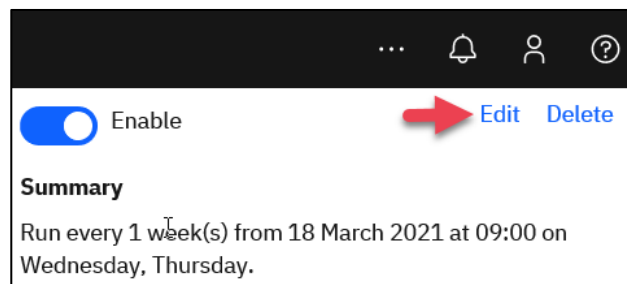 Enable
Edit Delete
Summary
Run every 1 week(s) from 18 March 2021 at 09:00 on
Wednesday, Thursday.